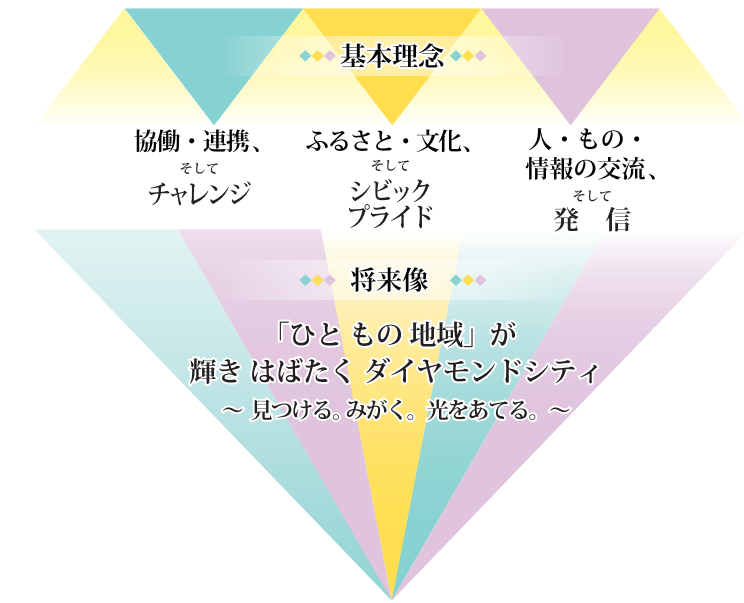 基本理念
協働・連携、
そして
チャレンジ
ふるさと・文化、
そして
シビック
プライド
人・もの・
情報の交流、
そして
発　信
将来像
「ひと もの 地域」が
輝き はばたく ダイヤモンドシティ
～ 見つける。みがく。光をあてる。～